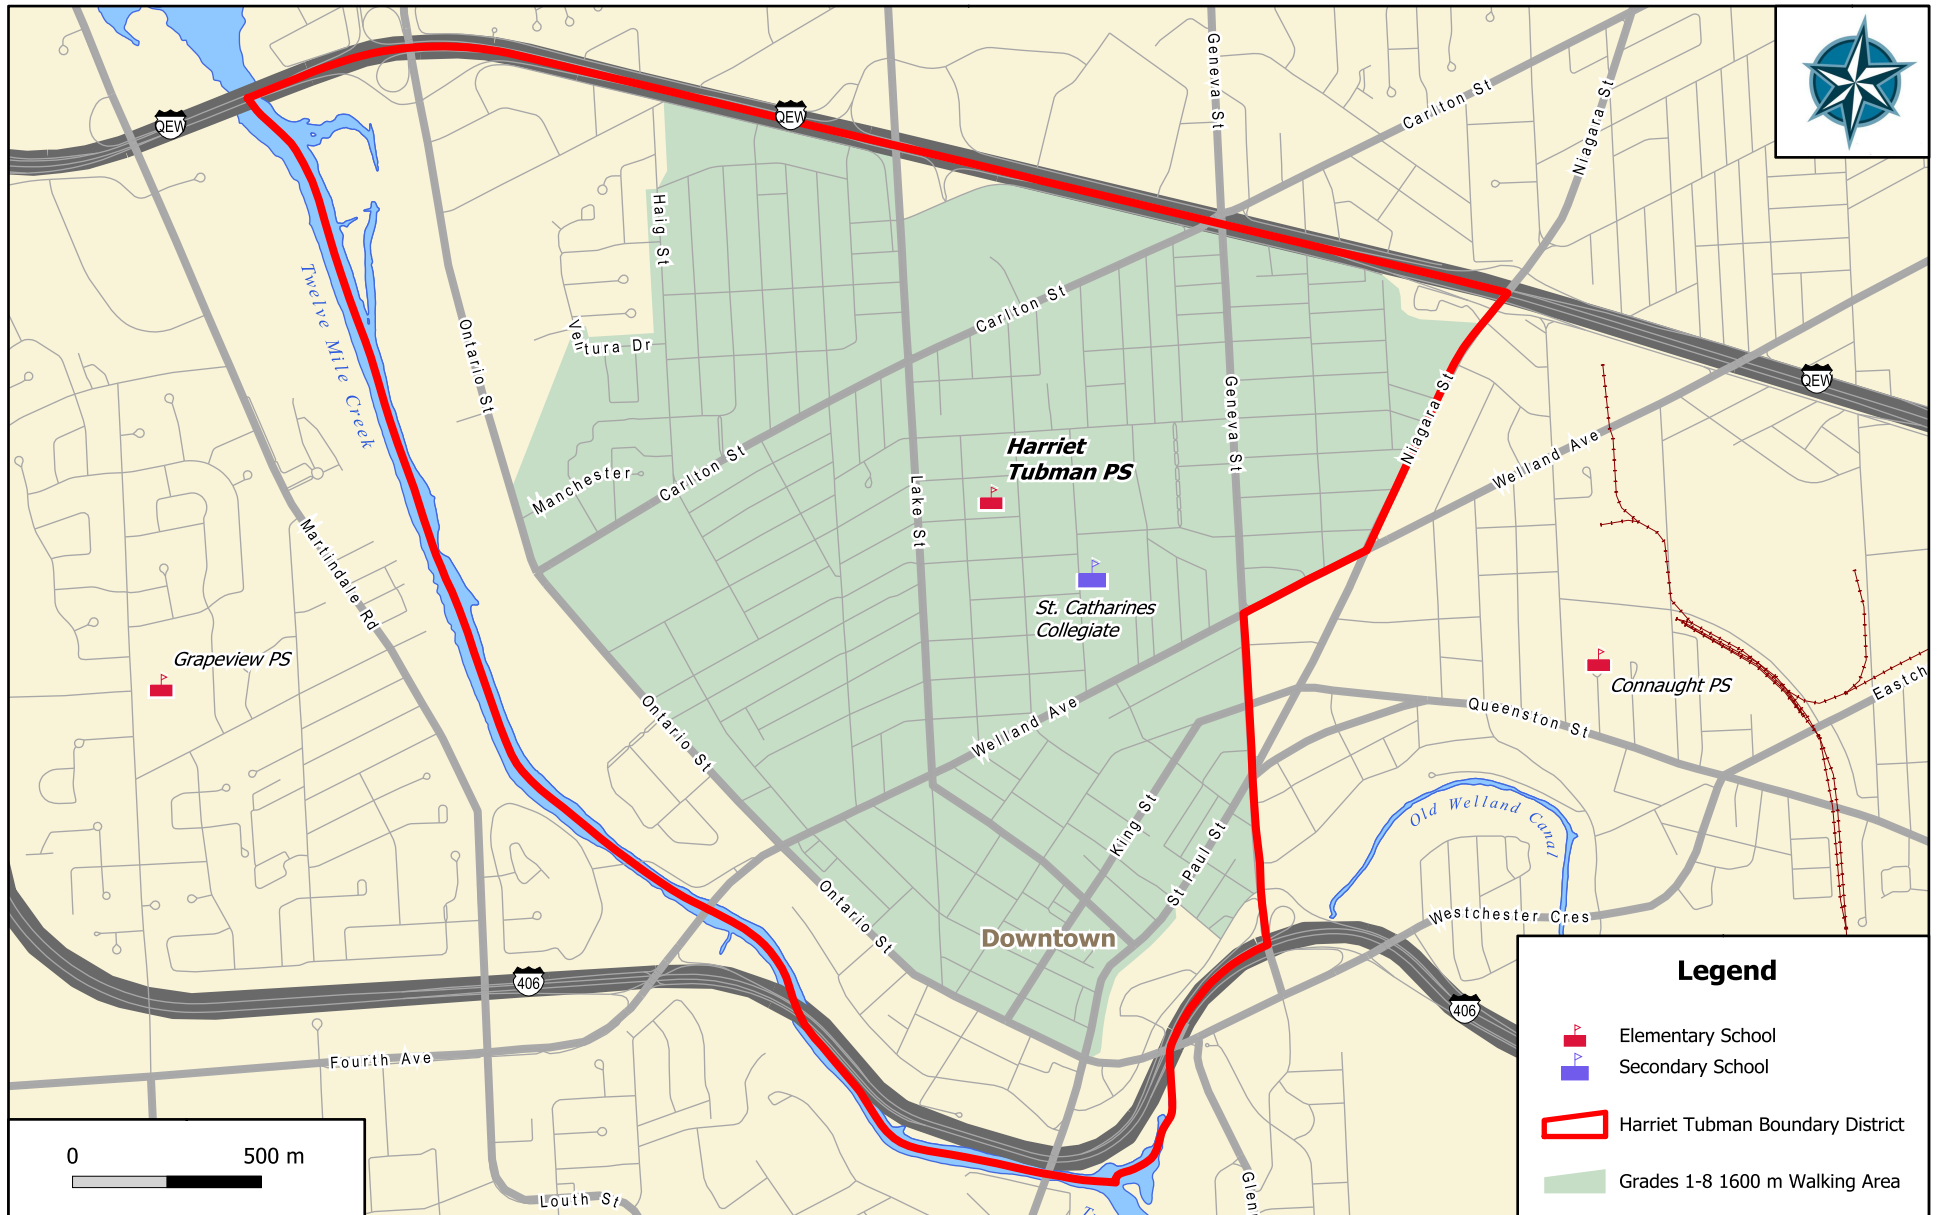 Geneva St
Carlton St
Niagara St
QEW
QEW
Haig St
Twelve Mile Creek
Ontario St
Ventura Dr
Carlton St
Geneva St
Niagara St
QEW
Welland Ave
Manchester
Carlton St
Lake St
Harriet
Tubman PS
St. Catharines
Collegiate
Martindale Rd
Grapeview PS
Connaught PS
Eastch
Ontario St
Welland Ave
Queenston St
King St
St Paul St
Old Welland Canal
Ontario St
Downtown
Westchester Cres
406
406
Fourth Ave
Louth St
Glen
0 500 m
Legend
Elementary School
Secondary School
Harriet Tubman Boundary District
Grades 1-8 1600 m Walking Area